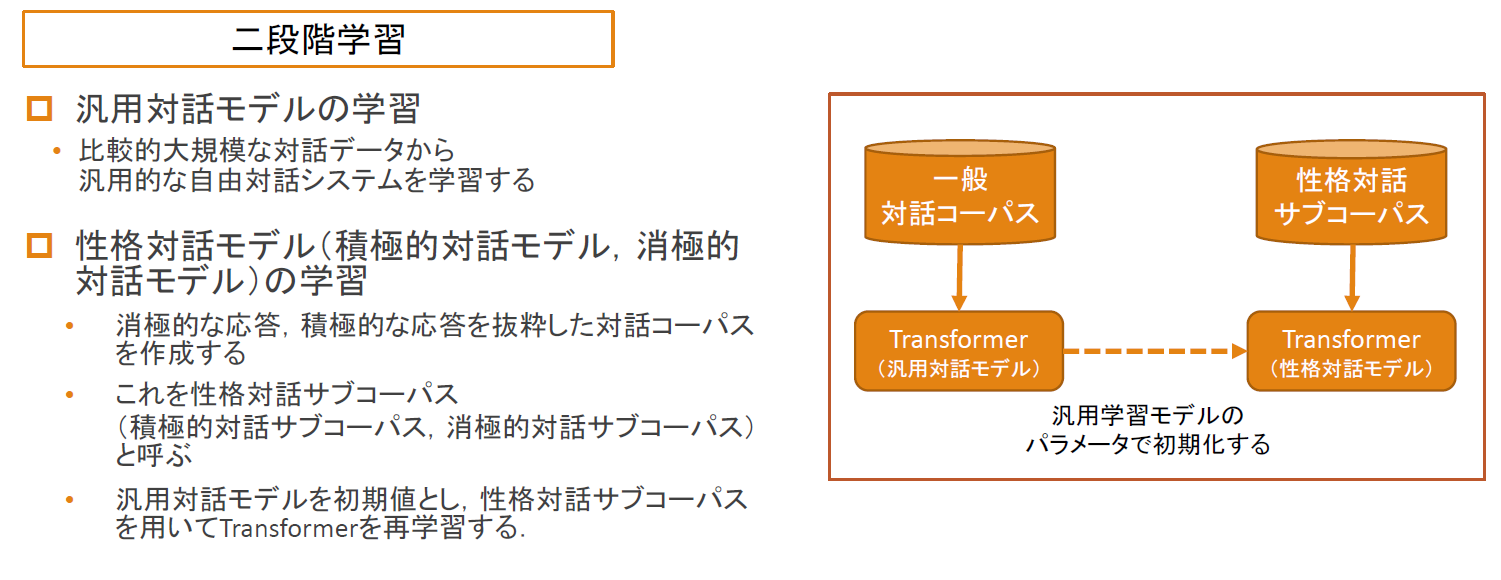 二段階学習
汎用対話モデルの学習
• 比較的大規模な対話データから
汎用的な自由対話システムを学習する
性格対話モデル（積極的対話モデル，消極的
対話モデル）の学習
• 消極的な応答，積極的な応答を抜粋した対話コーパス
を作成する
• これを性格対話サブコーパス
（積極的対話サブコーパス，消極的対話サブコーパス）
と呼ぶ
• 汎用対話モデルを初期値とし，性格対話サブコーパス
を用いてTransformerを再学習する．
一般
対話コーパス
性格対話
サブコーパス
Transformer
（汎用対話モデル）
Transformer
（性格対話モデル）
汎用学習モデルの
パラメータで初期化する